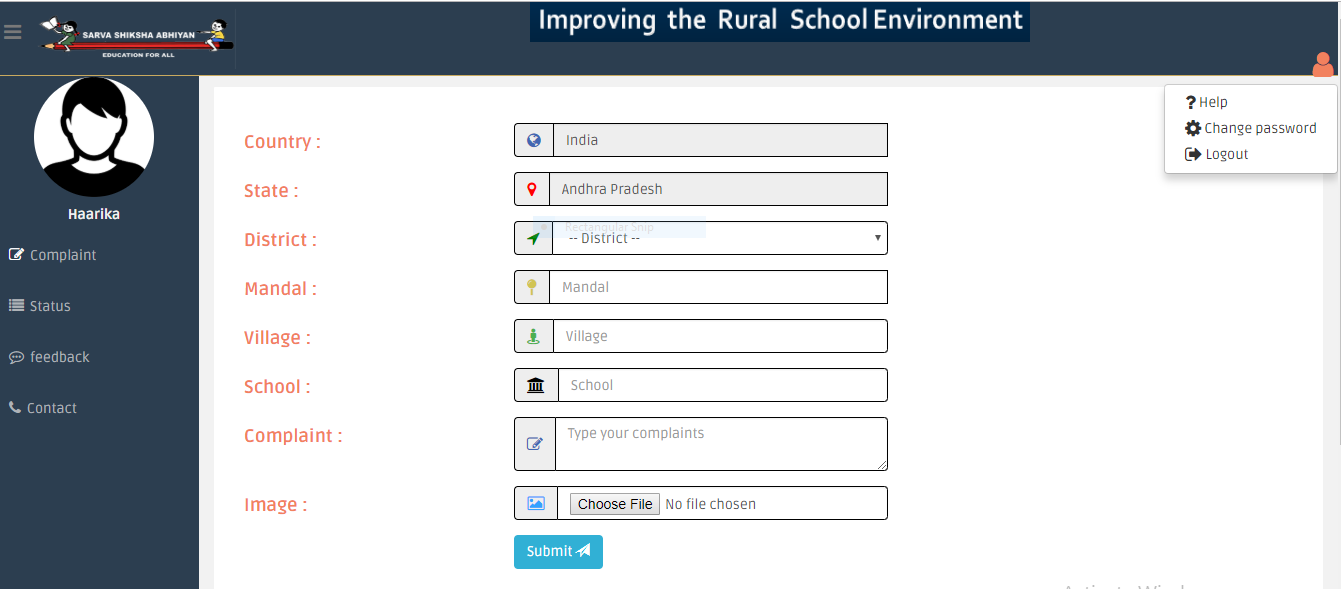 Improving the Rural School Environment
SARVA SHIKSHA ABHIYAN
EDUCATION FOR ALL
Help
Change password
Logout
Haarika
Complaint
Status
feedback
Contact
Country : India
State : Andhra Pradesh
Rectangular Snip
District : -- District --
Mandal : Mandal
Village : Village
School : School
Complaint : Type your complaints
Image : Choose File No file chosen
Submit